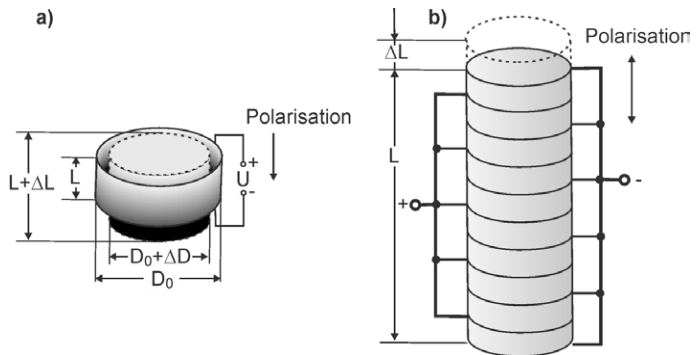 a)
Polarisation
L+ΔL
L
+
U
-
D₀+ΔD
D₀
b)
Polarisation
ΔL
L
+
-